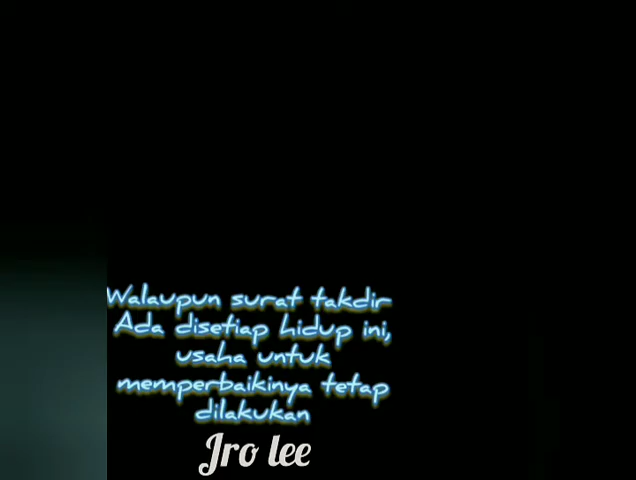 Walaupun surat takdir
Ada disetiap hidup ini,
usaha untuk
memperbaikinya tetap
dilakukan
Jro lee